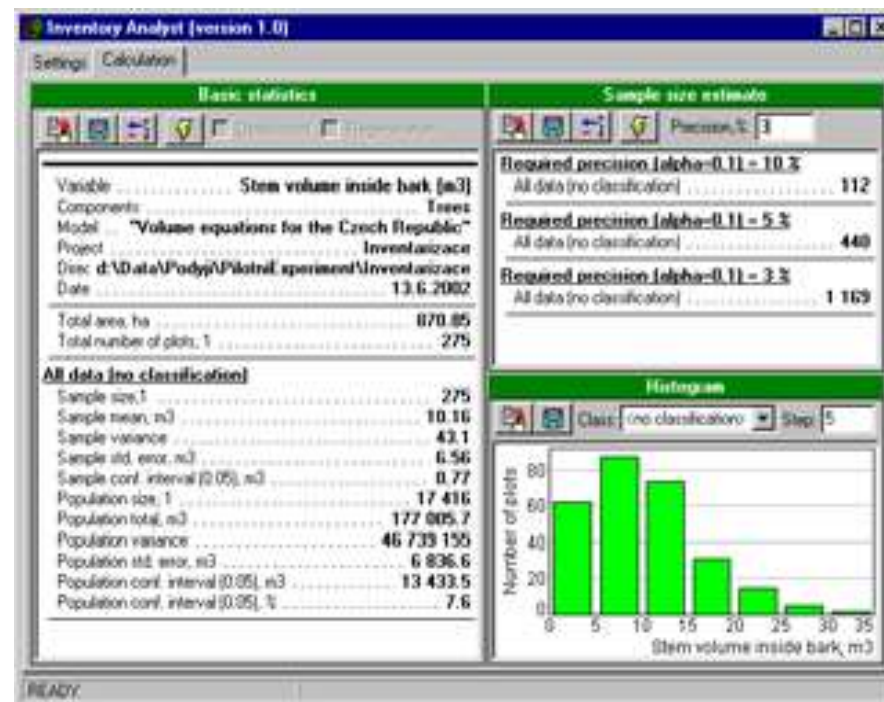 Inventory Analyst (version 1.0)
Settings Calculation
Basic statistics
Variable Stem volume inside bark (m3)
Components Trees
Model "Volume equations for the Czech Republic"
Project Inventarizace
Direc d:\Data\Podyji\PilotniExperiment\Inventarizace
Date 13.6.2002
Total area, ha 870.85
Total number of plots, 1 275
All data (no classification)
Sample size,1 275
Sample mean, m3 10.16
Sample variance 43.1
Sample std. error, m3 6.56
Sample conf. interval (0.05), m3 0.77
Population size, 1 17 416
Population total, m3 177 005.7
Population variance 46 739 155
Population std. error, m3 6 836.6
Population conf. interval (0.05), m3 13 433.5
Population conf. interval (0.05), % 7.6
Sample size estimate
Precision,% 3
Required precision (alpha=0.1) = 10 %
All data (no classification) 112
Required precision (alpha=0.1) = 5 %
All data (no classification) 440
Required precision (alpha=0.1) = 3 %
All data (no classification) 1 169
Histogram
Class: (no classification) Step: 5
Number of plots
80
60
40
20
0
0 5 10 15 20 25 30 35
Stem volume inside bark, m3
READY